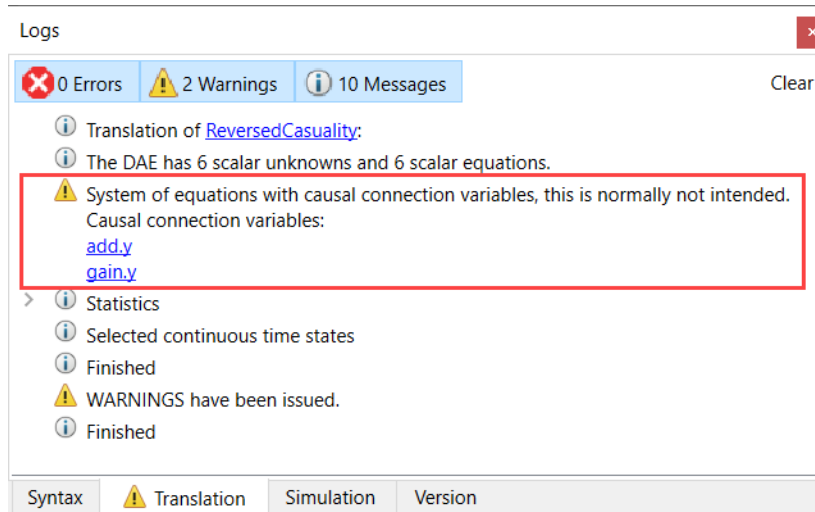 Logs
0 Errors 2 Warnings 10 Messages Clear
Translation of ReversedCasuality:
The DAE has 6 scalar unknowns and 6 scalar equations.
System of equations with causal connection variables, this is normally not intended.
Causal connection variables:
add.y
gain.y
Statistics
Selected continuous time states
Finished
WARNINGS have been issued.
Finished
Syntax Translation Simulation Version